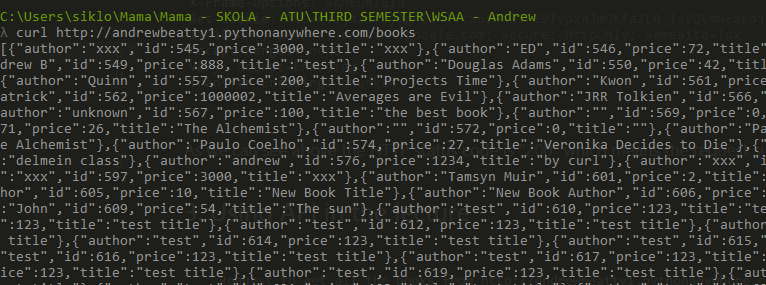 C:\Users\siklo\Mama\Mama - SKOLA - ATU\THIRD SEMESTER\WSAA - Andrew
λ curl http://andrewbeatty1.pythonanywhere.com/books
[{"author":"xxx","id":545,"price":3000,"title":"xxx"},{"author":"ED","id":546,"price":72,"title"
drew B","id":549,"price":888,"title":"test"},{"author":"Douglas Adams","id":550,"price":42,"titl
{"author":"Quinn","id":557,"price":200,"title":"Projects Time"},{"author":"Kwon","id":561,"price
atrick","id":562,"price":1000002,"title":"Averages are Evil"},{"author":"JRR Tolkien","id":566,"
"author":"unknown","id":567,"price":100,"title":"the best book"},{"author":"","id":569,"price":0,
71,"price":26,"title":"The Alchemist"},{"author":"","id":572,"price":0,"title":""},{"author":"Pa
e Alchemist"},{"author":"Paulo Coelho","id":574,"price":27,"title":"Veronika Decides to Die"},{"
:"delmein class"},{"author":"andrew","id":576,"price":1234,"title":"by curl"},{"author":"xxx","i
:"xxx","id":597,"price":3000,"title":"xxx"},{"author":"Tamsyn Muir","id":601,"price":2,"title":
hor","id":605,"price":10,"title":"New Book Title"},{"author":"New Book Author","id":606,"price":
:"John","id":609,"price":54,"title":"The sun"},{"author":"test","id":610,"price":123,"title":"te
":123,"title":"test title"},{"author":"test","id":612,"price":123,"title":"test title"},{"author
 title"},{"author":"test","id":614,"price":123,"title":"test title"},{"author":"test","id":615,"
"test","id":616,"price":123,"title":"test title"},{"author":"test","id":617,"price":123,"title":
ice":123,"title":"test title"},{"author":"test","id":619,"price":123,"title":"test title"},{"aut